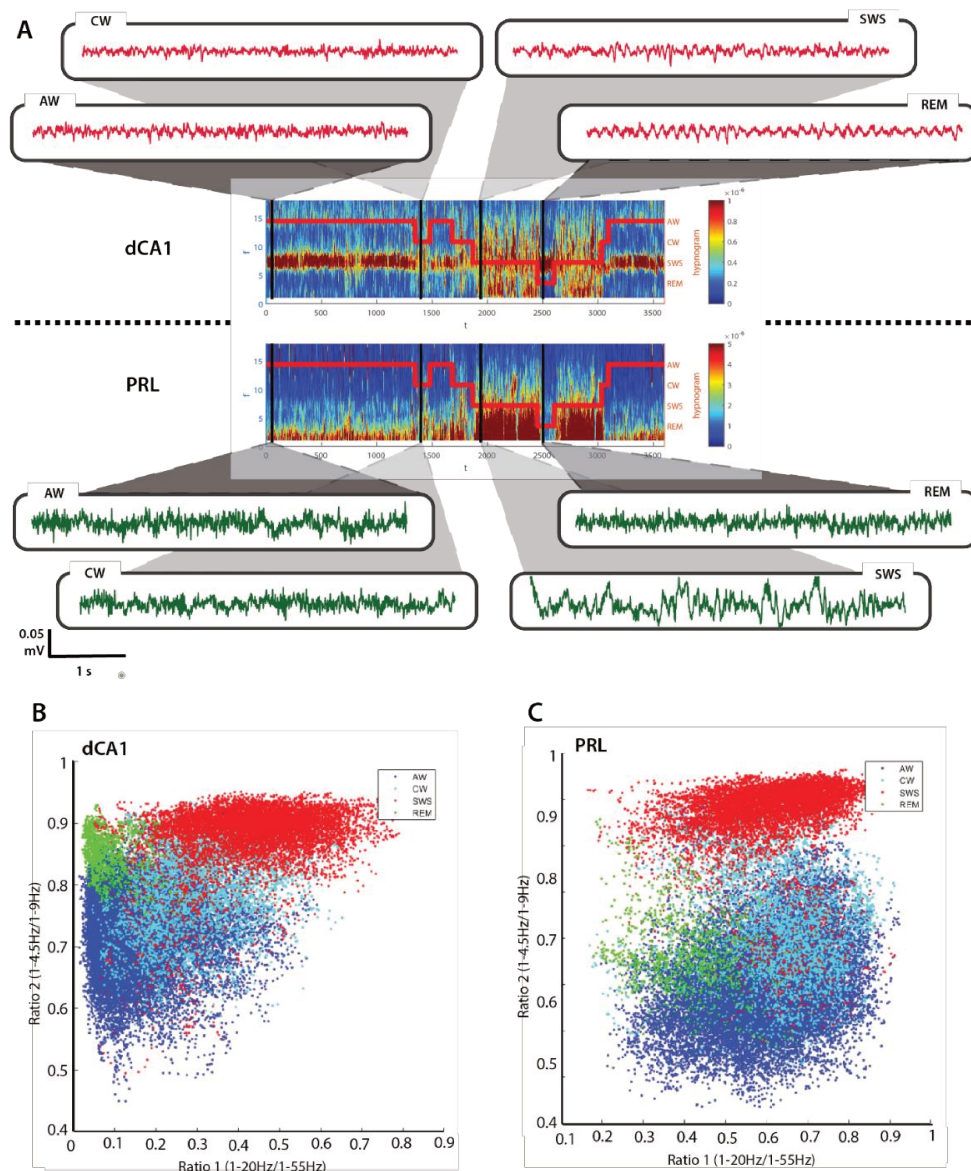 A
CW
SWS
AW
REM
dCA1
f
15
10
5
0
0 500 1000 1500 2000 2500 3000 3500
t
AW
CW
SWS
REM
hypnogram
×10⁻⁶
1
0.8
0.6
0.4
0.2
0
PRL
f
15
10
5
0
0 500 1000 1500 2000 2500 3000 3500
t
AW
CW
SWS
REM
hypnogram
×10⁻⁶
5
4
3
2
1
0
AW
REM
CW
SWS
0.05
mV
1 s
B
dCA1
AW
CW
SWS
REM
Ratio 2 (1-4.5Hz/1-9Hz)
1
0.9
0.8
0.7
0.6
0.5
0.4
0.1 0.2 0.3 0.4 0.5 0.6 0.7 0.8 0.9
Ratio 1 (1-20Hz/1-55Hz)
C
PRL
AW
CW
SWS
REM
Ratio 2 (1-4.5Hz/1-9Hz)
1
0.9
0.8
0.7
0.6
0.5
0.4
0.1 0.2 0.3 0.4 0.5 0.6 0.7 0.8 0.9 1
Ratio 1 (1-20Hz/1-55Hz)